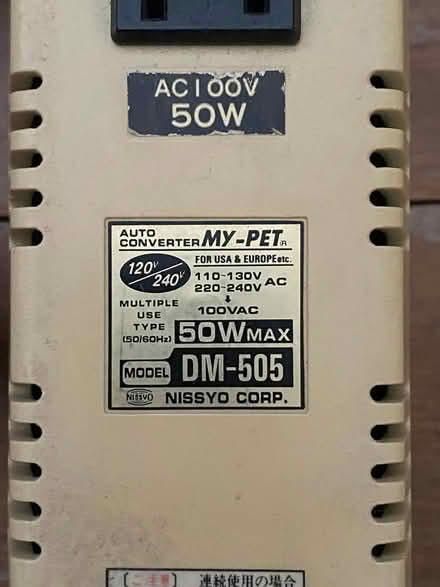 AC100V
50W
AUTO
CONVERTER MY-PET®
FOR USA & EUROPE etc.
120V/240V
110-130V
220-240V AC
↓
100VAC
MULTIPLE
USE
TYPE
(50/60Hz)
50W MAX
MODEL DM-505
NISSYO NISSYO CORP.
ご注意 連続使用の場合